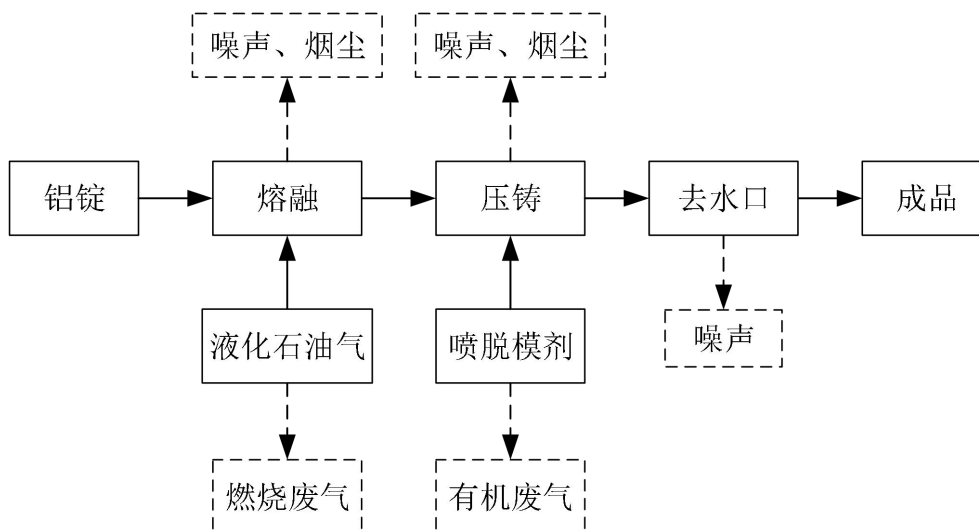 噪声、烟尘
噪声、烟尘
铝锭
熔融
压铸
去水口
成品
液化石油气
喷脱模剂
噪声
燃烧废气
有机废气